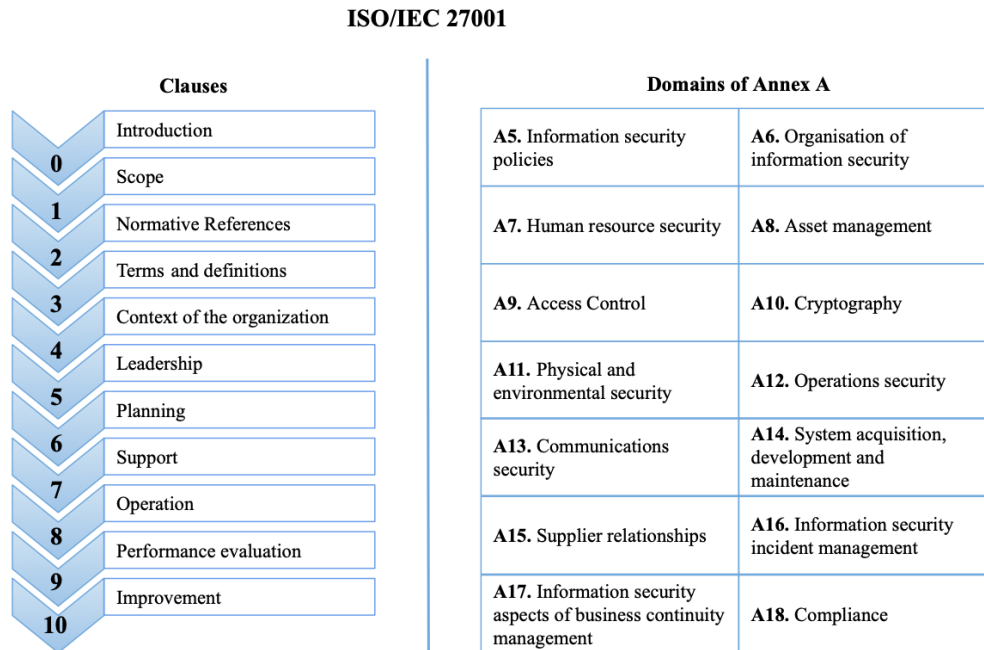 ISO/IEC 27001
Clauses
0
Introduction
1
Scope
2
Normative References
3
Terms and definitions
4
Context of the organization
5
Leadership
6
Planning
7
Support
8
Operation
9
Performance evaluation
10
Improvement
Domains of Annex A
A5. Information security
policies
A6. Organisation of
information security
A7. Human resource security
A8. Asset management
A9. Access Control
A10. Cryptography
A11. Physical and
environmental security
A12. Operations security
A13. Communications
security
A14. System acquisition,
development and
maintenance
A15. Supplier relationships
A16. Information security
incident management
A17. Information security
aspects of business continuity
management
A18. Compliance